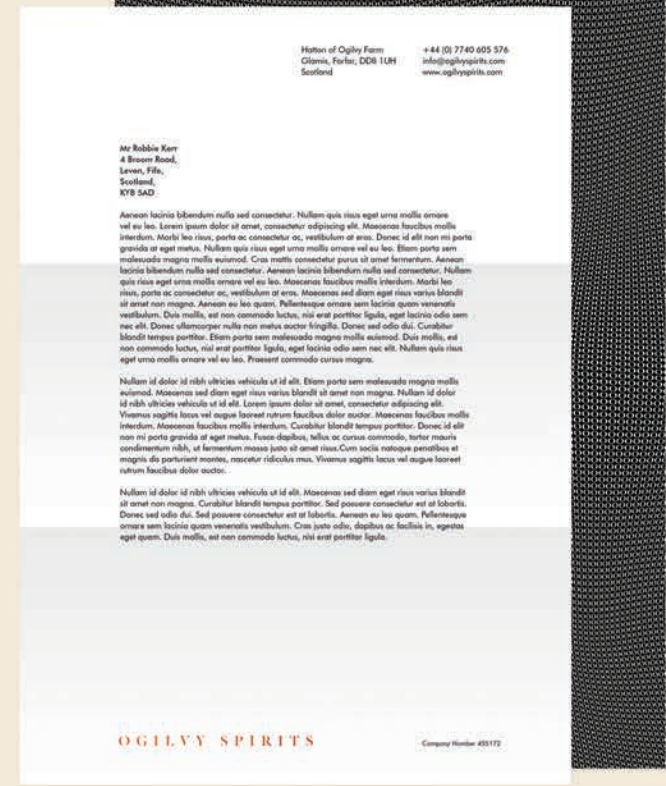 Hatton of Ogilvy Farm
Glamis, Forfar, DD8 1UH
Scotland
+44 (0) 7740 605 576
info@ogilvyspirits.com
www.ogilvyspirits.com
Mr Robbie Kerr
4 Broom Road,
Leven, Fife,
Scotland,
KY8 5AD
Aenean lacinia bibendum nulla sed consectetur. Nullam quis risus eget urna mollis ornare
vel eu leo. Lorem ipsum dolor sit amet, consectetur adipiscing elit. Maecenas faucibus mollis
interdum. Morbi leo risus, porta ac consectetur ac, vestibulum at eros. Donec id elit non mi porta
gravida at eget metus. Nullam quis risus eget urna mollis ornare vel eu leo. Etiam porta sem
malesuada magna mollis euismod. Cras mattis consectetur purus sit amet fermentum. Aenean
lacinia bibendum nulla sed consectetur. Aenean lacinia bibendum nulla sed consectetur. Nullam
quis risus eget urna mollis ornare vel eu leo. Maecenas faucibus mollis interdum. Morbi leo
risus, porta ac consectetur ac, vestibulum at eros. Maecenas sed diam eget risus varius blandit
sit amet non magna. Aenean eu leo quam. Pellentesque ornare sem lacinia quam venenatis
vestibulum. Duis mollis, est non commodo luctus, nisi erat porttitor ligula, eget lacinia odio sem
nec elit. Donec ullamcorper nulla non metus auctor fringilla. Donec sed odio dui. Curabitur
blandit tempus porttitor. Etiam porta sem malesuada magna mollis euismod. Duis mollis, est
non commodo luctus, nisi erat porttitor ligula, eget lacinia odio sem nec elit. Nullam quis risus
eget urna mollis ornare vel eu leo. Praesent commodo cursus magna.
Nullam id dolor id nibh ultricies vehicula ut id elit. Etiam porta sem malesuada magna mollis
euismod. Maecenas sed diam eget risus varius blandit sit amet non magna. Nullam id dolor
id nibh ultricies vehicula ut id elit. Lorem ipsum dolor sit amet, consectetur adipiscing elit.
Vivamus sagittis lacus vel augue laoreet rutrum faucibus dolor auctor. Maecenas faucibus mollis
interdum. Maecenas faucibus mollis interdum. Curabitur blandit tempus porttitor. Donec id elit
non mi porta gravida at eget metus. Fusce dapibus, tellus ac cursus commodo, tortor mauris
condimentum nibh, ut fermentum massa justo sit amet risus.Cum sociis natoque penatibus et
magnis dis parturient montes, nascetur ridiculus mus. Vivamus sagittis lacus vel augue laoreet
rutrum faucibus dolor auctor.
Nullam id dolor id nibh ultricies vehicula ut id elit. Maecenas sed diam eget risus varius blandit
sit amet non magna. Curabitur blandit tempus porttitor. Sed posuere consectetur est at lobortis.
Donec sed odio dui. Sed posuere consectetur est at lobortis. Aenean eu leo quam. Pellentesque
ornare sem lacinia quam venenatis vestibulum. Cras justo odio, dapibus ac facilisis in, egestas
eget quam. Duis mollis, est non commodo luctus, nisi erat porttitor ligula.
OGILVY SPIRITS
Company Number 455172